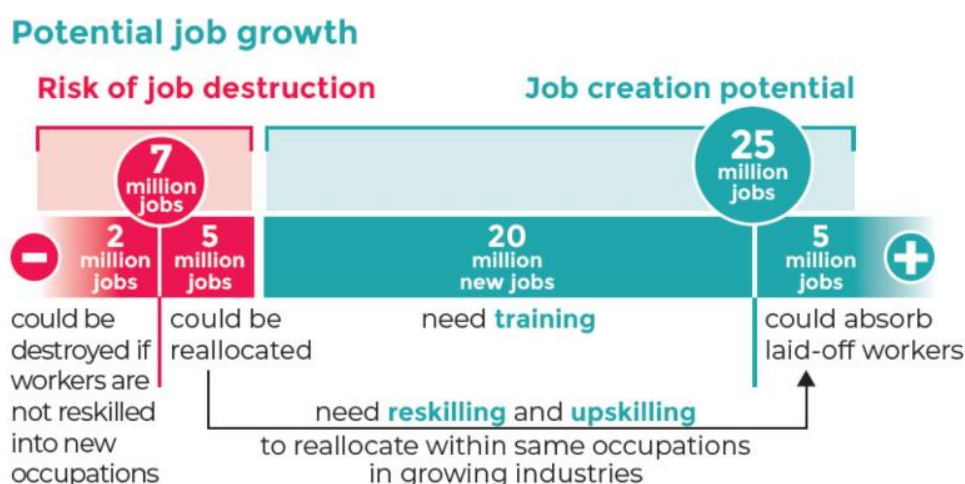 Potential job growth
Risk of job destruction
Job creation potential
7
million
jobs
25
million
jobs
2
million
jobs
5
million
jobs
20
million
new jobs
5
million
jobs
could be
destroyed if
workers are
not reskilled
into new
occupations
could be
reallocated
need training
could absorb
laid-off workers
need reskilling and upskilling
to reallocate within same occupations
in growing industries